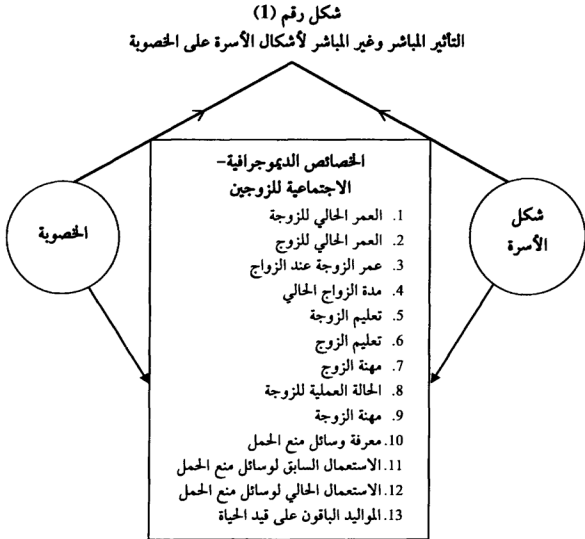 شكل رقم (1)
التأثير المباشر وغير المباشر لأشكال الأسرة على الخصوبة
شكل
الأسرة
الخصائص الديموجرافية–
الاجتماعية للزوجين
1. العمر الحالي للزوجة
2. العمر الحالي للزوج
3. عمر الزوجة عند الزواج
4. مدة الزواج الحالي
5. تعليم الزوجة
6. تعليم الزوج
7. مهنة الزوج
8. الحالة العملية للزوجة
9. مهنة الزوجة
10. معرفة وسائل منع الحمل
11. الاستعمال السابق لوسائل منع الحمل
12. الاستعمال الحالي لوسائل منع الحمل
13. المواليد الباقون على قيد الحياة
الخصوبة